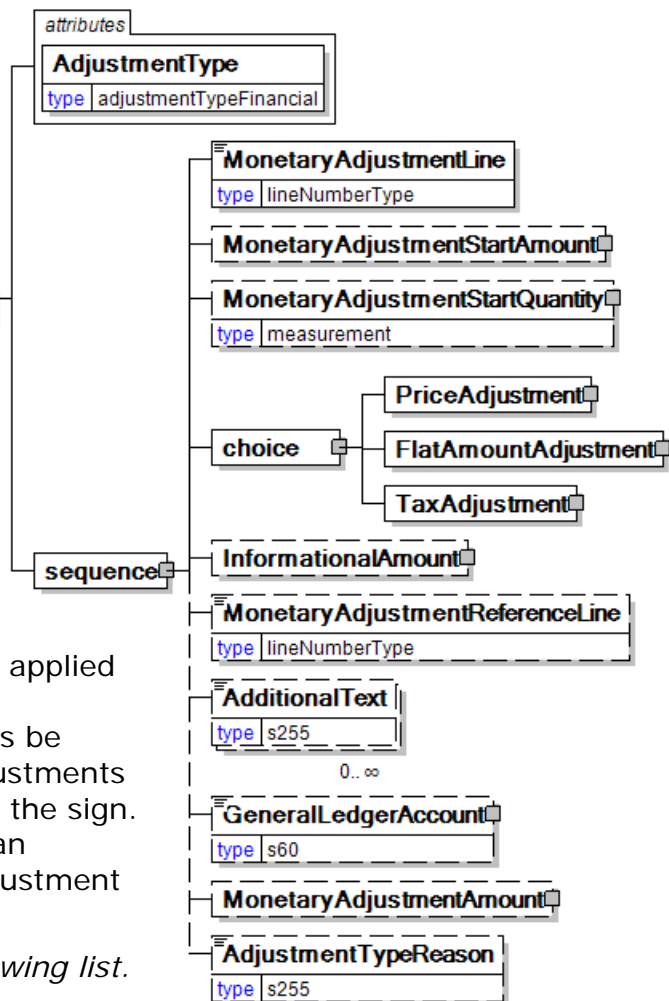 attributes
AdjustmentType
type adjustmentTypeFinancial
MonetaryAdjustmentLine
type lineNumberType
MonetaryAdjustmentStartAmount
MonetaryAdjustmentStartQuantity
type measurement
choice
PriceAdjustment
FlatAmountAdjustment
TaxAdjustment
sequence
InformationalAmount
MonetaryAdjustmentReferenceLine
type lineNumberType
AdditionalText
type s255
0.. ∞
GeneralLedgerAccount
type s60
MonetaryAdjustmentAmount
AdjustmentTypeReason
type s255
applied
s be
ustments
the sign.
an
justment
wing list.